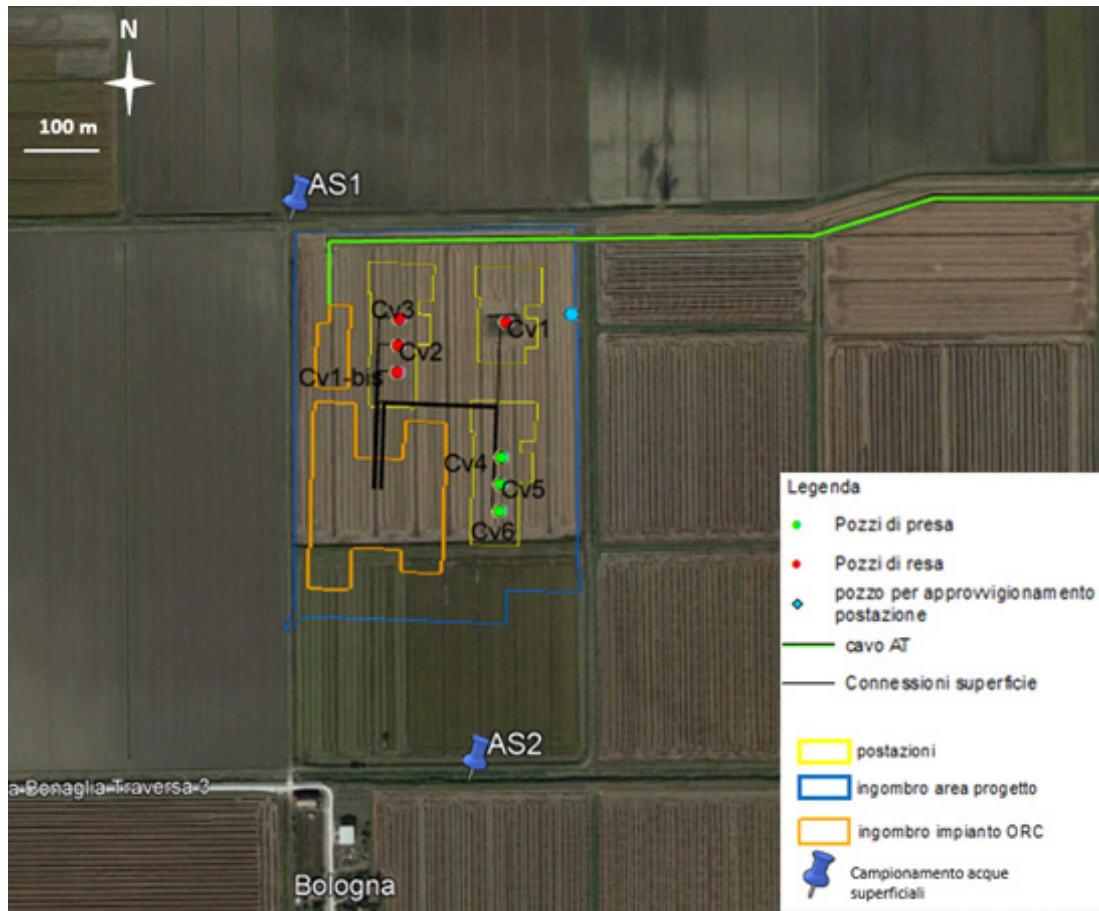 N
100 m
AS1
Cv3
Cv1
Cv2
Cv1-bis
Cv4
Cv5
Cv6
AS2
a Bonaglia Traversa 3
Bologna
Legenda
Pozzi di presa
Pozzi di resa
pozzo per approvvigionamento
postazione
cavo AT
Connessioni superficie
postazioni
ingombro area progetto
ingombro impianto ORC
Campionamento acque
superficiali